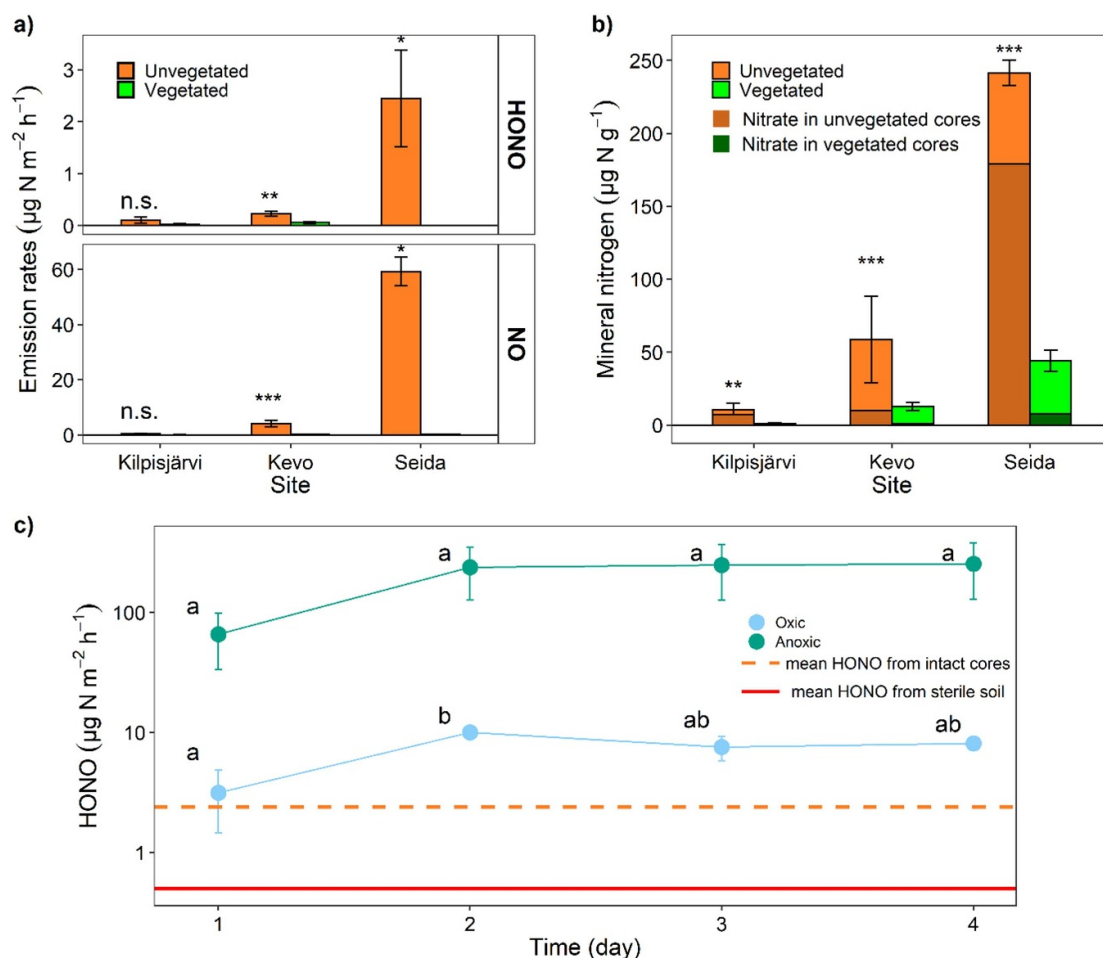 a)
Emission rates (µg N m⁻² h⁻¹)
3
2
1
0
Unvegetated
Vegetated
n.s.
**
*
HONO
60
40
20
0
n.s.
***
*
NO
Kilpisjärvi Kevo Seida
Site
b)
Mineral nitrogen (µg N g⁻¹)
250
200
150
100
50
0
Unvegetated
Vegetated
Nitrate in unvegetated cores
Nitrate in vegetated cores
**
***
***
Kilpisjärvi Kevo Seida
Site
c)
HONO (µg N m⁻² h⁻¹)
100
10
1
a
a
a
a
a
b
ab
ab
Oxic
Anoxic
mean HONO from intact cores
mean HONO from sterile soil
1 2 3 4
Time (day)